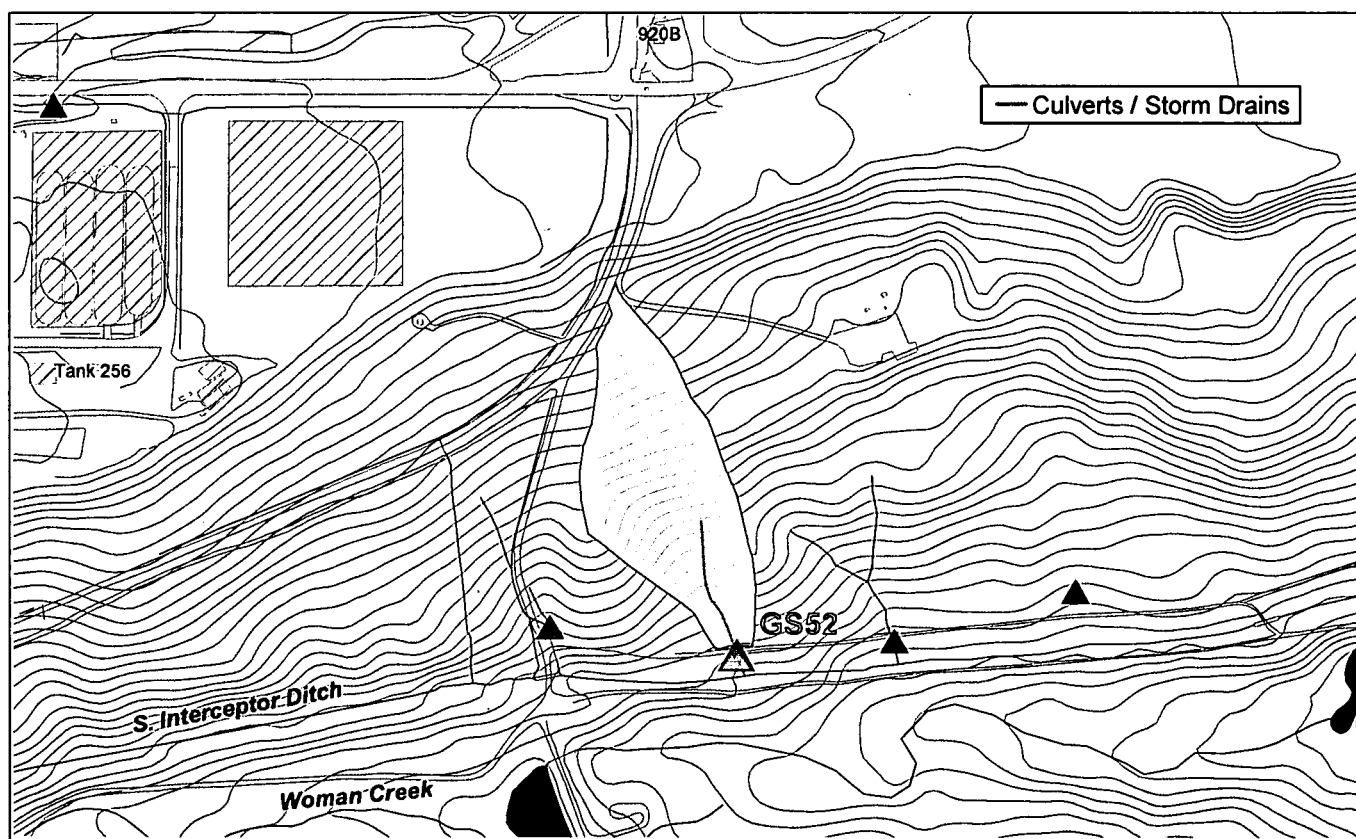 920B
Culverts / Storm Drains
Tank 256
GS52
S. Interceptor Ditch
Woman Creek